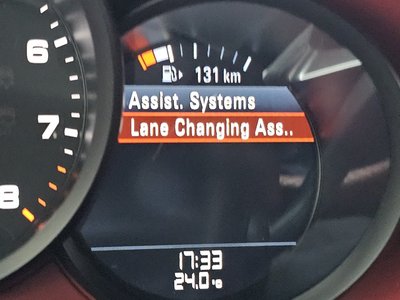 6
7
8
131 km
Assist. Systems
Lane Changing Ass..
17:33
24.0°C